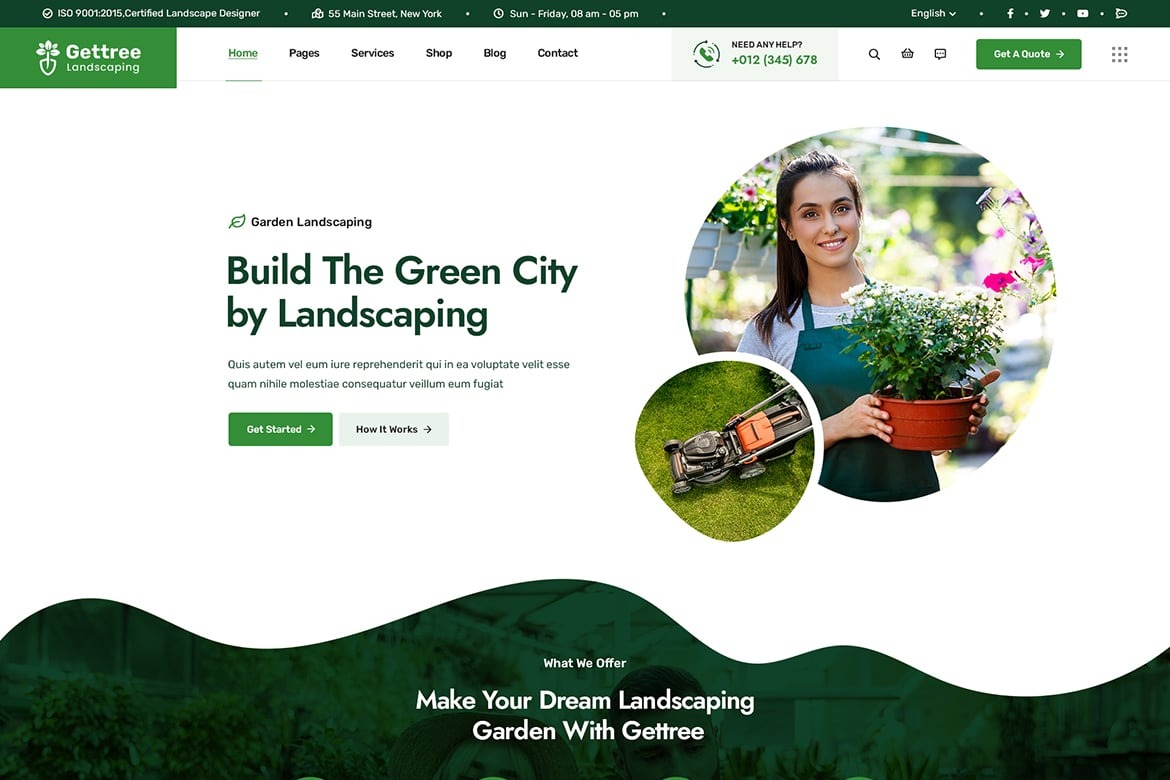 ISO 9001:2015,Certified Landscape Designer
55 Main Street, New York
Sun - Friday, 08 am - 05 pm
English
Gettree
Landscaping
Home
Pages
Services
Shop
Blog
Contact
NEED ANY HELP?
+012 (345) 678
Get A Quote
Garden Landscaping
Build The Green City
by Landscaping
Quis autem vel eum iure reprehenderit qui in ea voluptate velit esse
quam nihile molestiae consequatur veillum eum fugiat
Get Started
How It Works
What We Offer
Make Your Dream Landscaping
Garden With Gettree